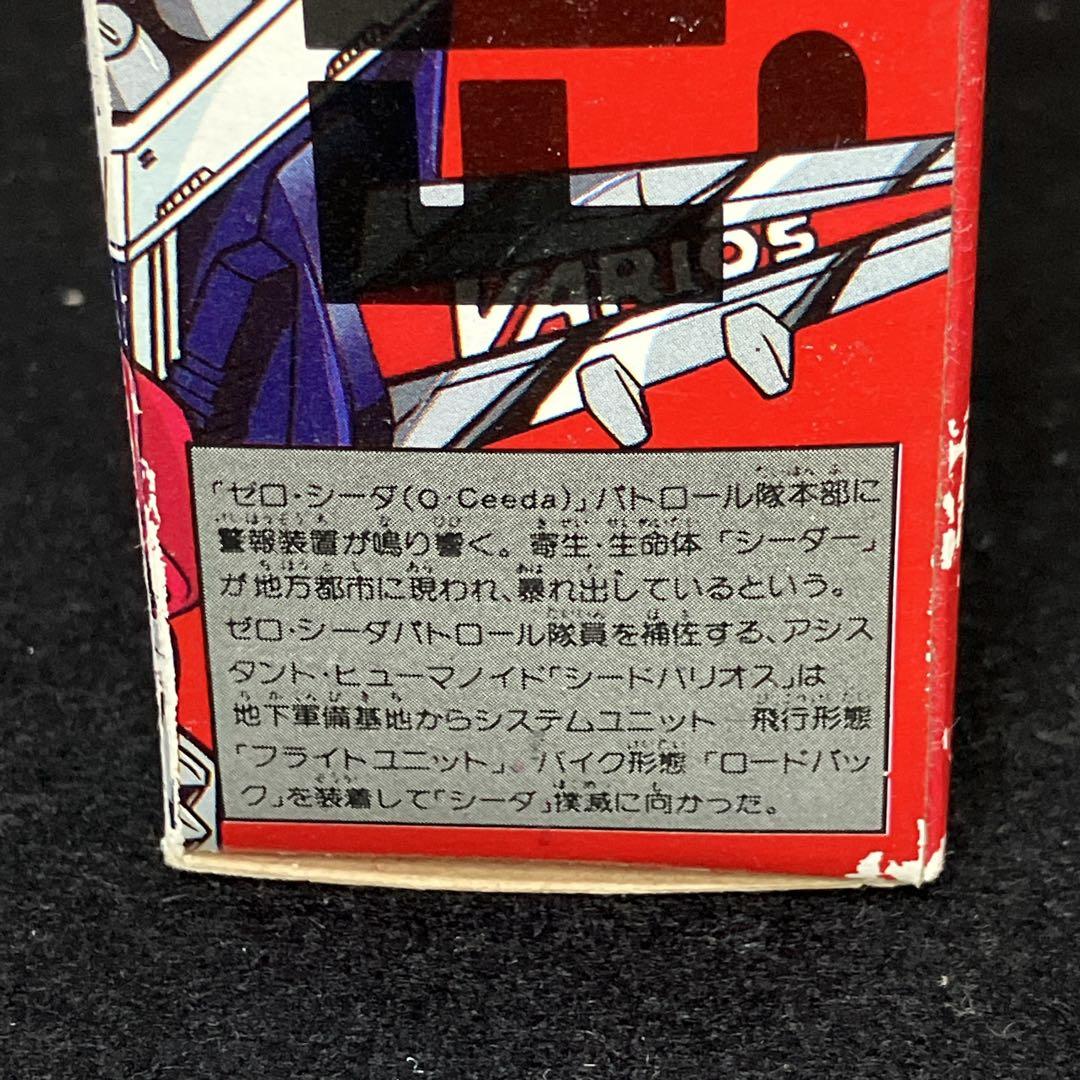 VARIOS
「ゼロ・シーダ(O・Ceeda)」パトロール隊本部に
警報装置が鳴り響く。寄生・生命体「シーダー」
が地方都市に現われ、暴れ出しているという。
ゼロ・シーダパトロール隊員を補佐する、アシス
タント・ヒューマノイド「シードバリオス」は
地下軍備基地からシステムユニット 飛行形態
「フライトユニット」、バイク形態「ロードバッ
ク」を装着して「シーダ」撲滅に向かった。